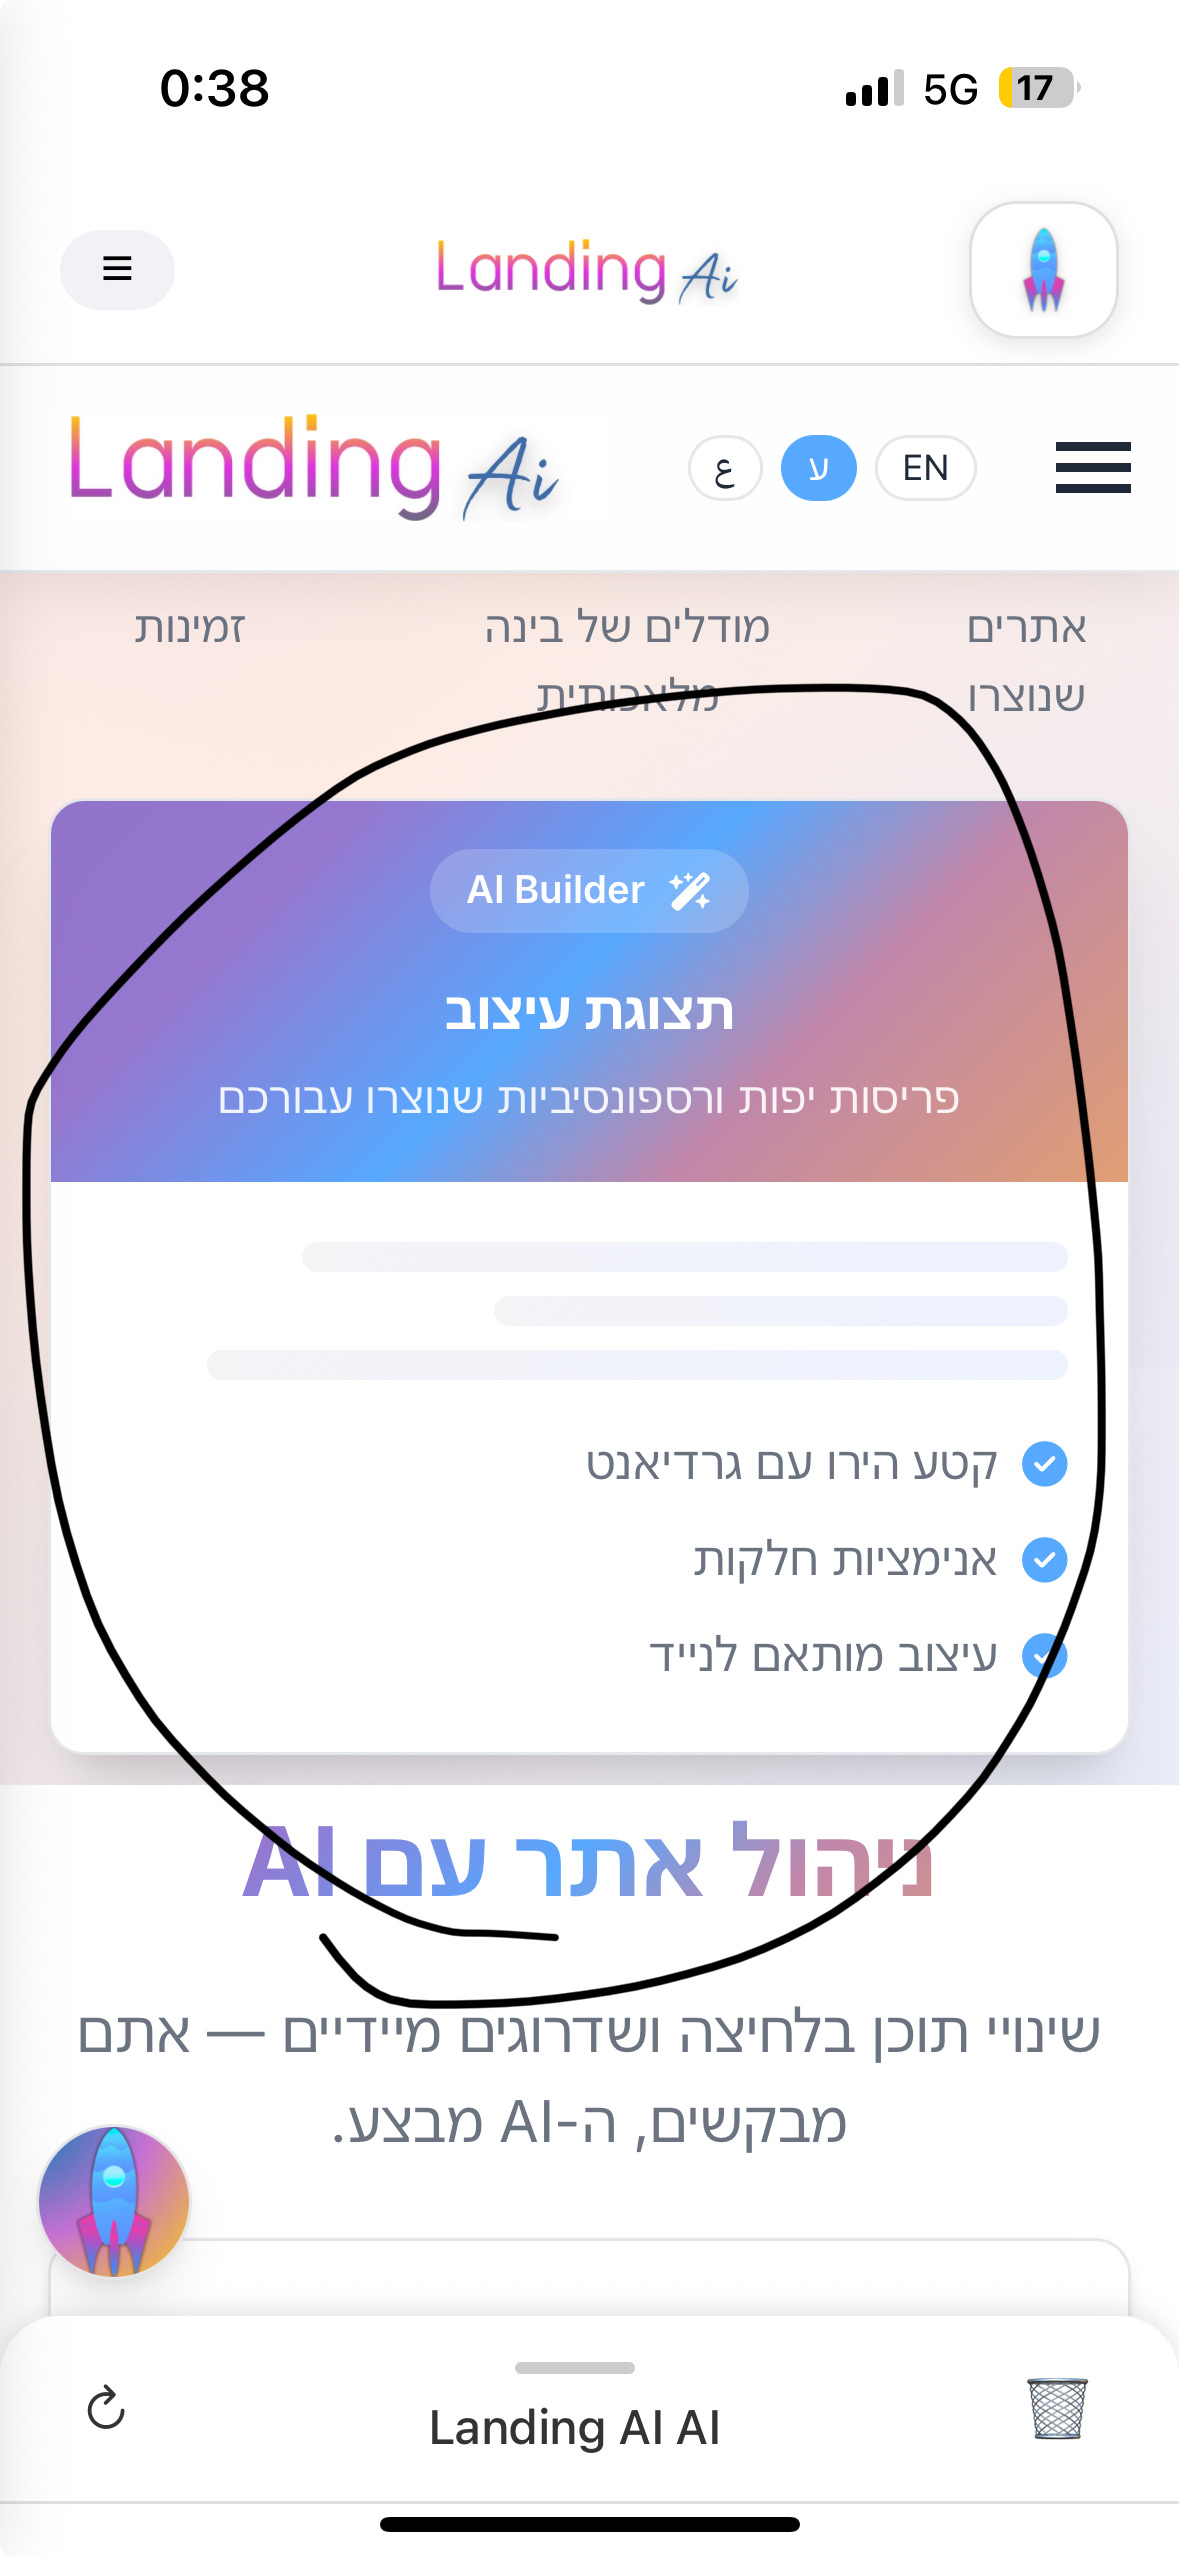 0:38
5G
17
Landing Ai
Landing Ai
ع
ע
EN
אתרים שנוצרו
מודלים של בינה מלאכותית
זמינות
AI Builder
תצוגת עיצוב
פריסות יפות ורספונסיביות שנוצרו עבורכם
קטע הירו עם גרדיאנט
אנימציות חלקות
עיצוב מותאם לנייד
ניהול אתר עם AI
שינויי תוכן בלחיצה ושדרוגים מיידיים — אתם
מבקשים, ה-AI מבצע.
Landing AI AI